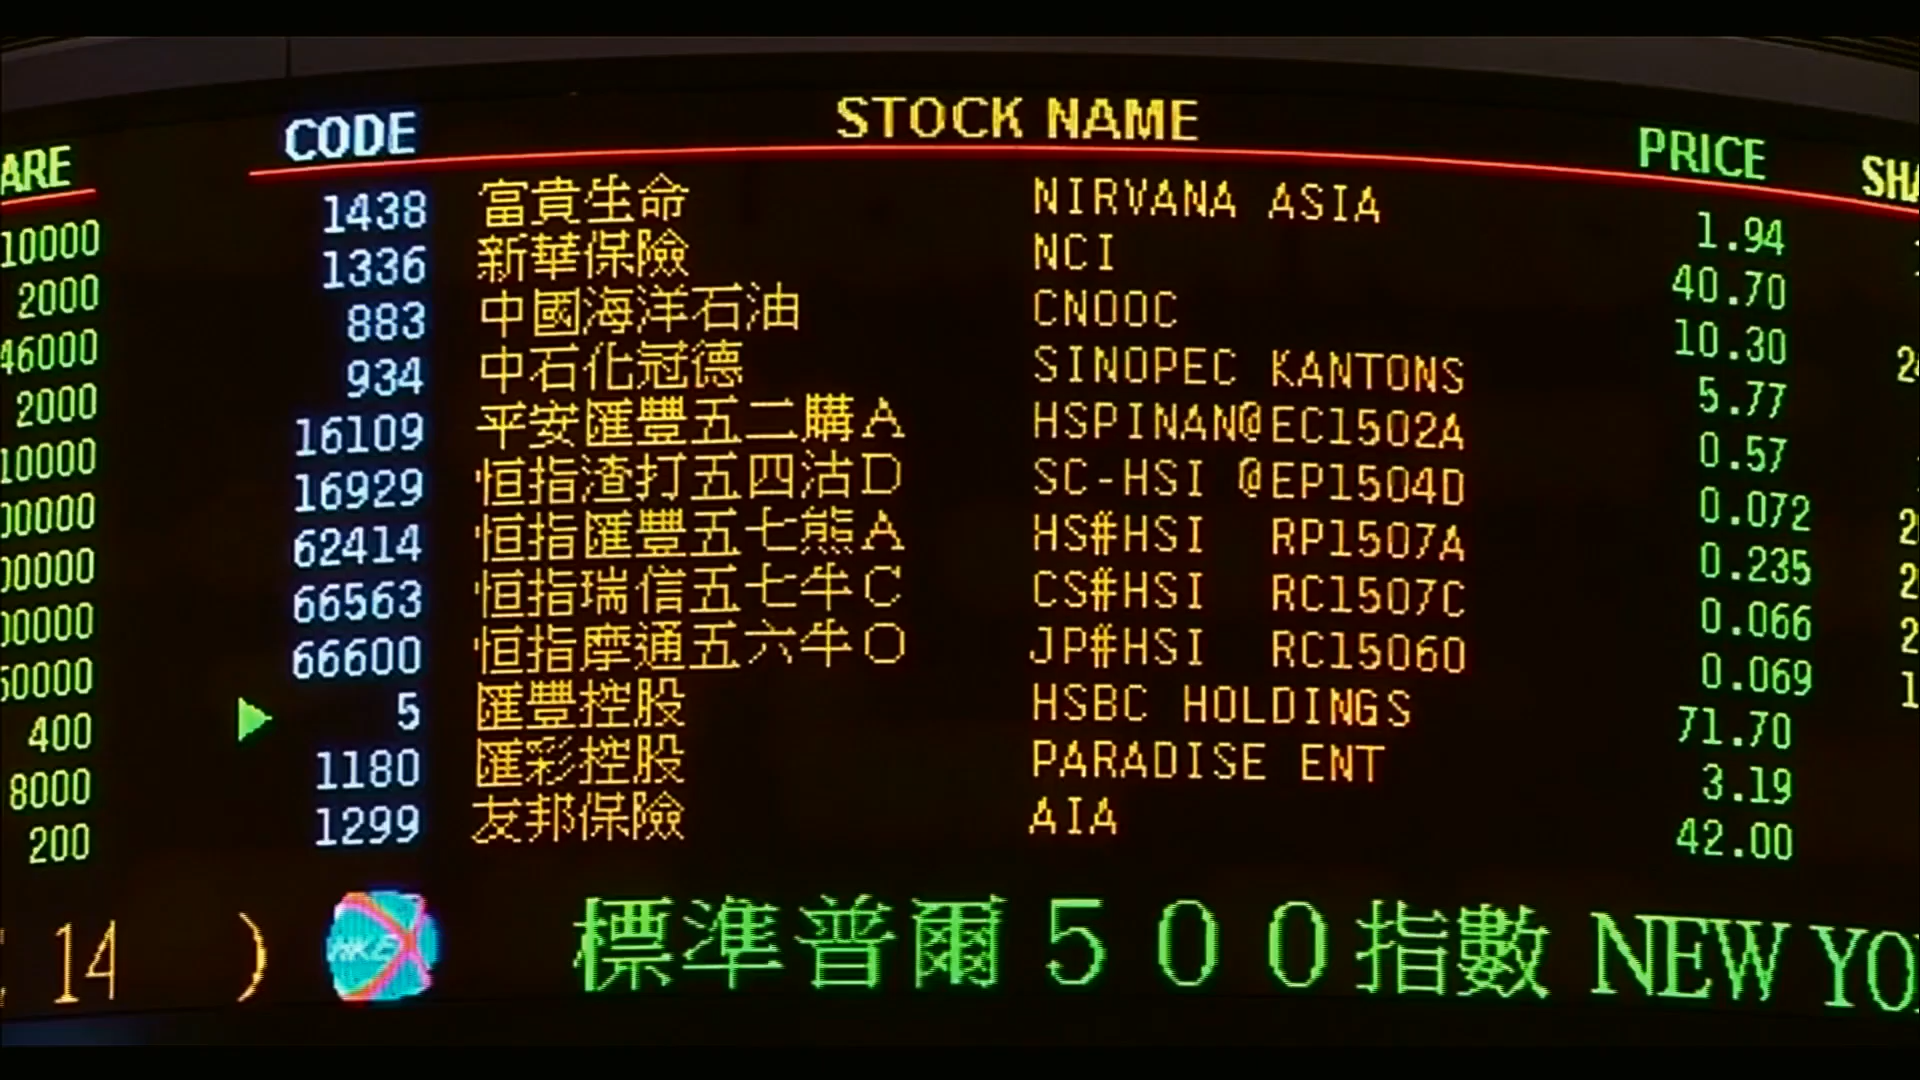 ARE CODE STOCK NAME PRICE SHA
10000 1438 富貴生命 NIRVANA ASIA 1.94
2000 1336 新華保險 NCI 40.70
46000 883 中國海洋石油 CNOOC 10.30
2000 934 中石化冠德 SINOPEC KANTONS 5.77
10000 16109 平安匯豐五二購A HSPINAN@EC1502A 0.57
00000 16929 恒指渣打五四沽D SC-HSI @EP1504D 0.072
00000 62414 恒指匯豐五七熊A HS#HSI RP1507A 0.235
00000 66563 恒指瑞信五七牛C CS#HSI RC1507C 0.066
50000 66600 恒指摩通五六牛O JP#HSI RC1506O 0.069
400 5 匯豐控股 HSBC HOLDINGS 71.70
8000 1180 匯彩控股 PARADISE ENT 3.19
200 1299 友邦保險 AIA 42.00
14 ) HKEX 標準普爾500指數 NEW YO